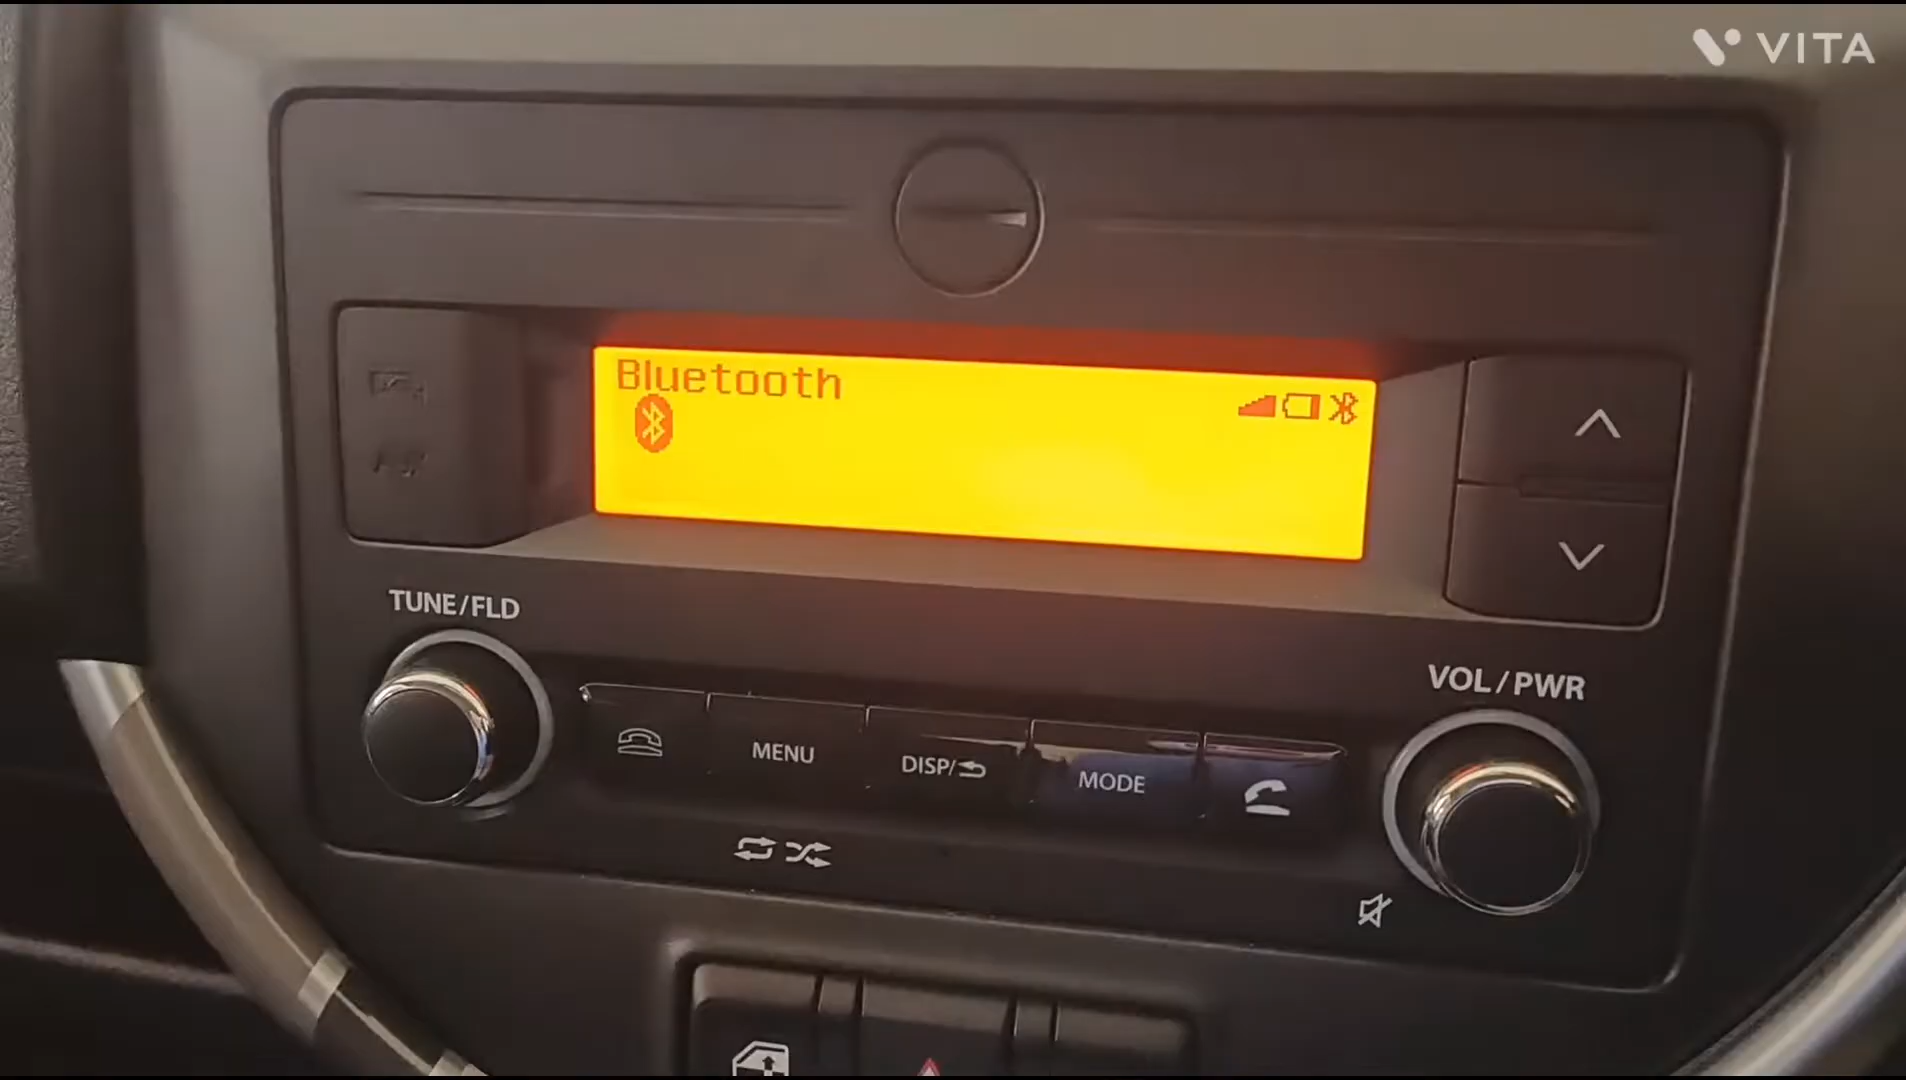 VITA
Bluetooth
TUNE/FLD
VOL/PWR
MENU
DISP/
MODE